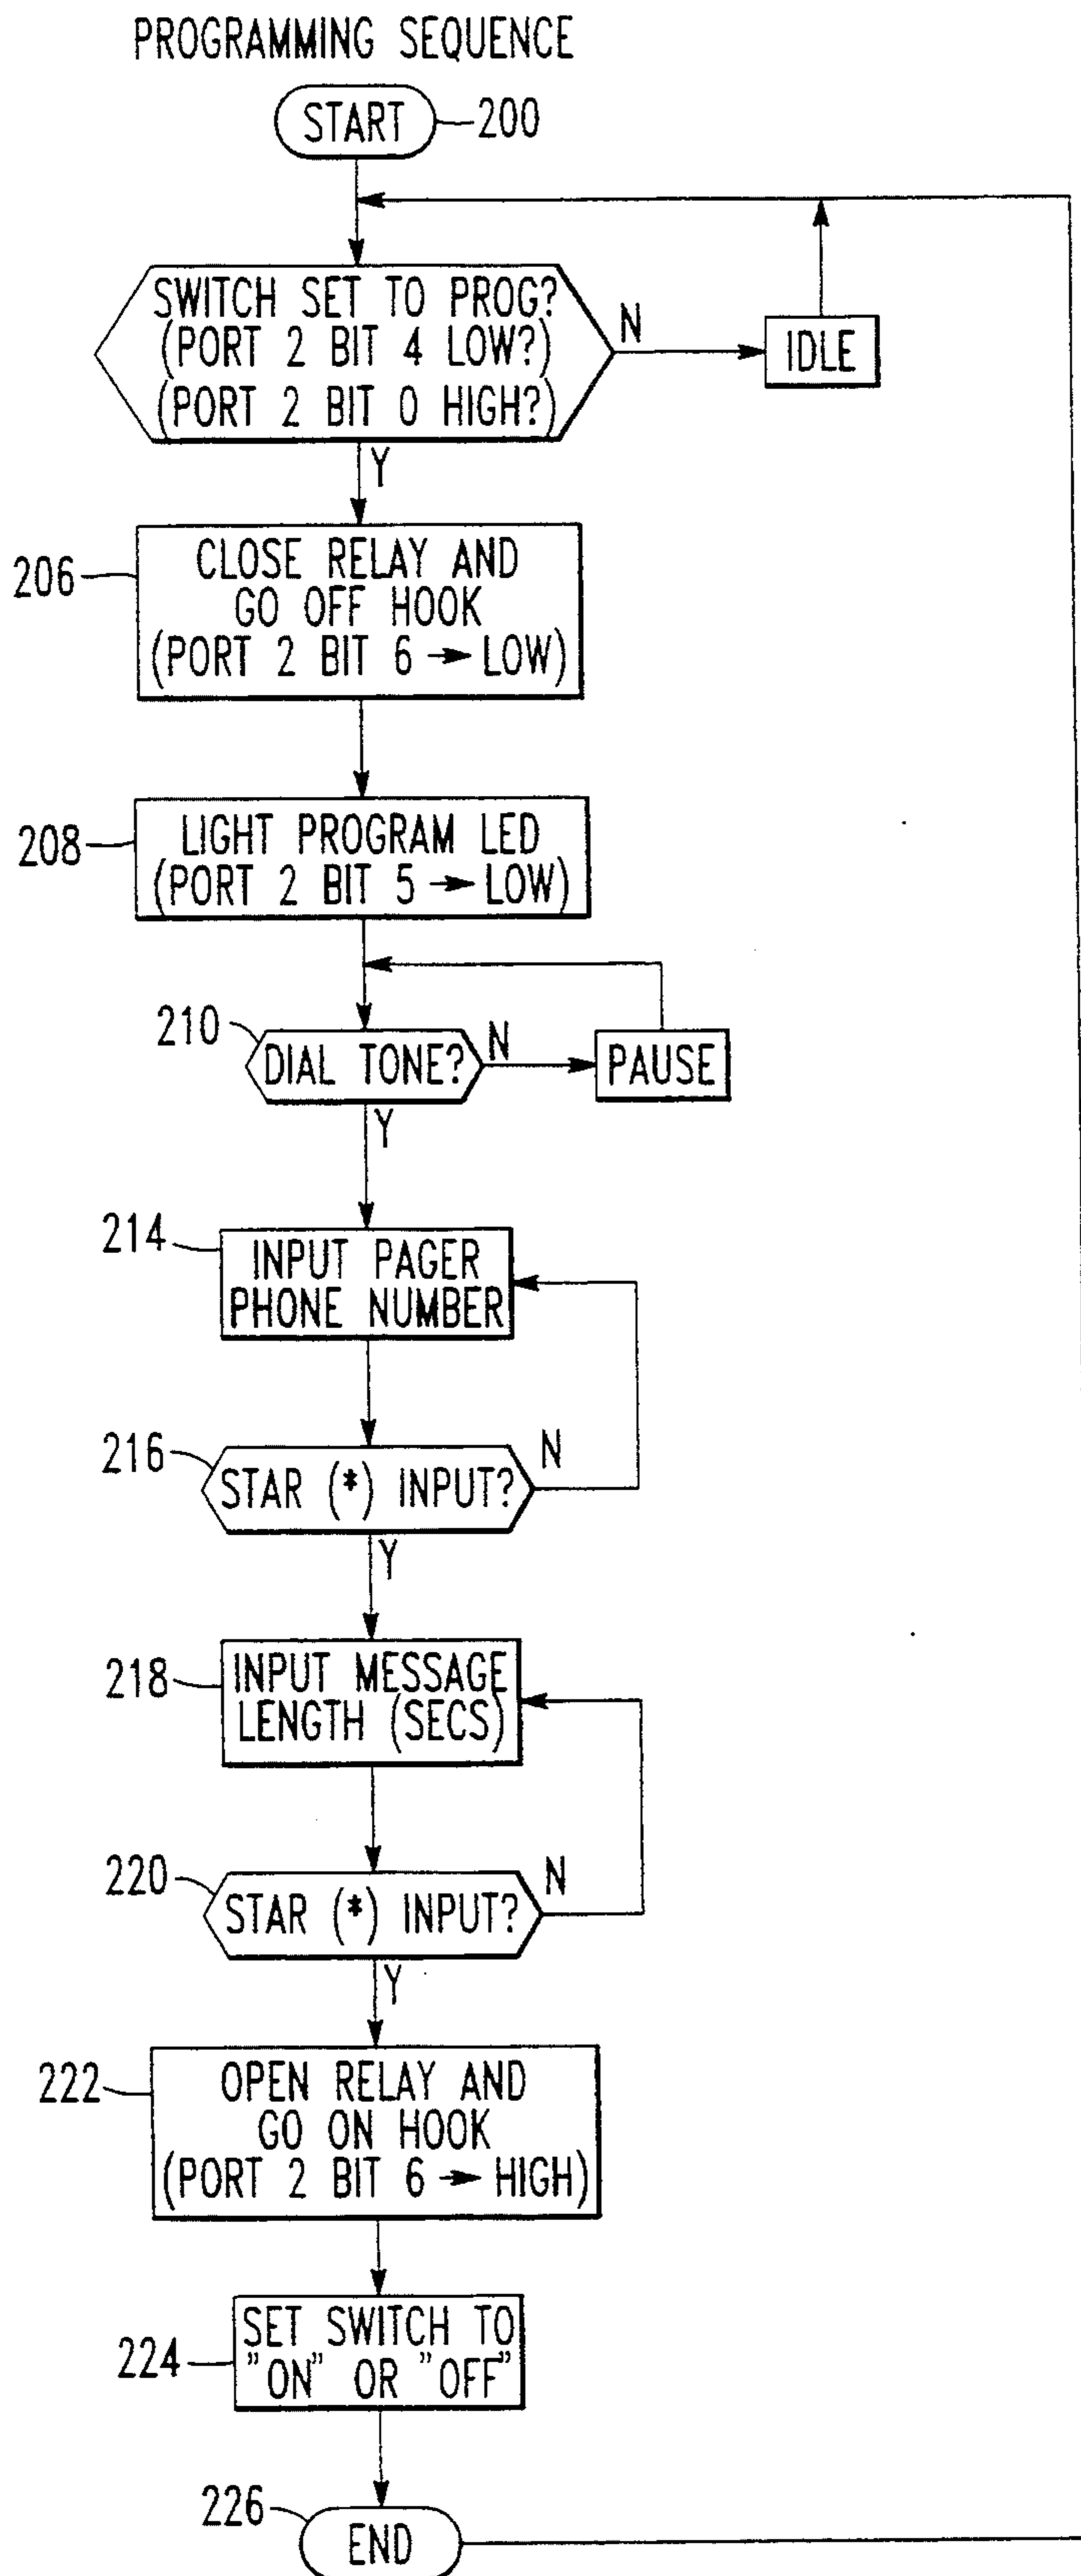 PROGRAMMING SEQUENCE
START
200
SWITCH SET TO PROG?
(PORT 2 BIT 4 LOW?)
(PORT 2 BIT 0 HIGH?)
N
IDLE
Y
206
CLOSE RELAY AND
GO OFF HOOK
(PORT 2 BIT 6 → LOW)
208
LIGHT PROGRAM LED
(PORT 2 BIT 5 → LOW)
210
DIAL TONE?
N
PAUSE
Y
214
INPUT PAGER
PHONE NUMBER
216
STAR (*) INPUT?
N
Y
218
INPUT MESSAGE
LENGTH (SECS)
220
STAR (*) INPUT?
N
Y
222
OPEN RELAY AND
GO ON HOOK
(PORT 2 BIT 6 → HIGH)
224
SET SWITCH TO
"ON" OR "OFF"
226
END